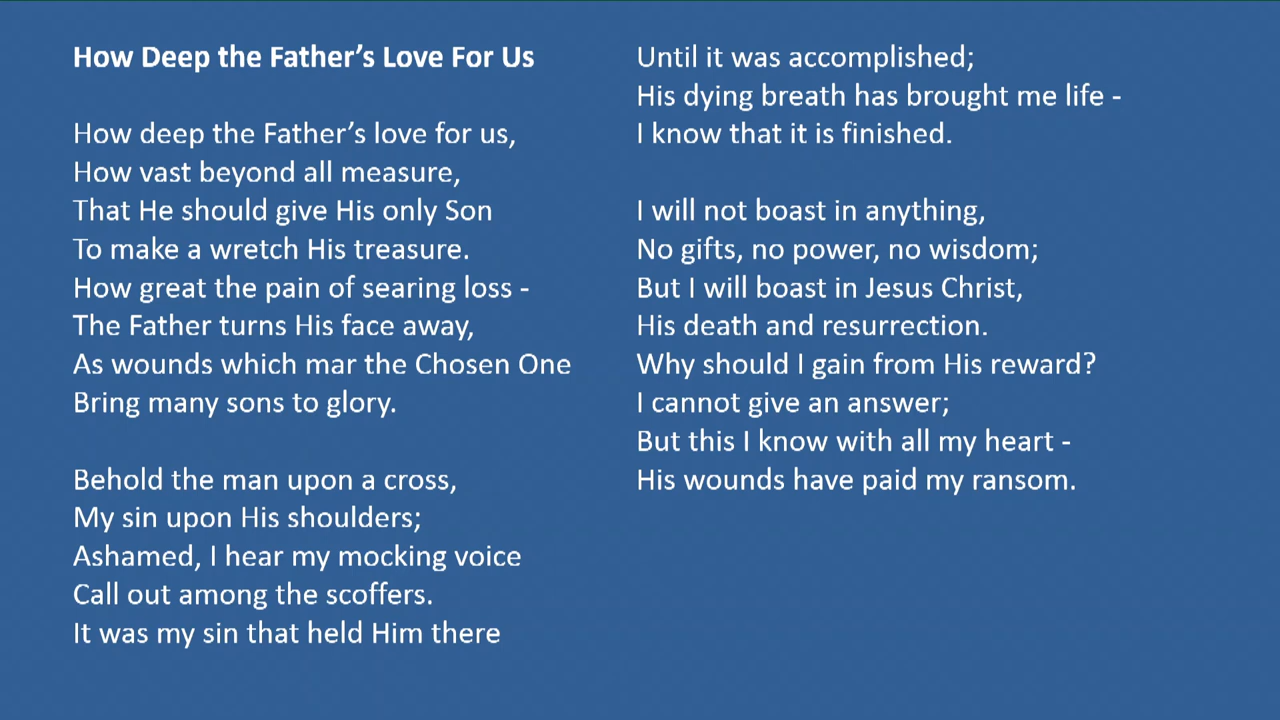 How Deep the Father’s Love For Us
How deep the Father’s love for us,
How vast beyond all measure,
That He should give His only Son
To make a wretch His treasure.
How great the pain of searing loss -
The Father turns His face away,
As wounds which mar the Chosen One
Bring many sons to glory.
Behold the man upon a cross,
My sin upon His shoulders;
Ashamed, I hear my mocking voice
Call out among the scoffers.
It was my sin that held Him there
Until it was accomplished;
His dying breath has brought me life -
I know that it is finished.
I will not boast in anything,
No gifts, no power, no wisdom;
But I will boast in Jesus Christ,
His death and resurrection.
Why should I gain from His reward?
I cannot give an answer;
But this I know with all my heart -
His wounds have paid my ransom.